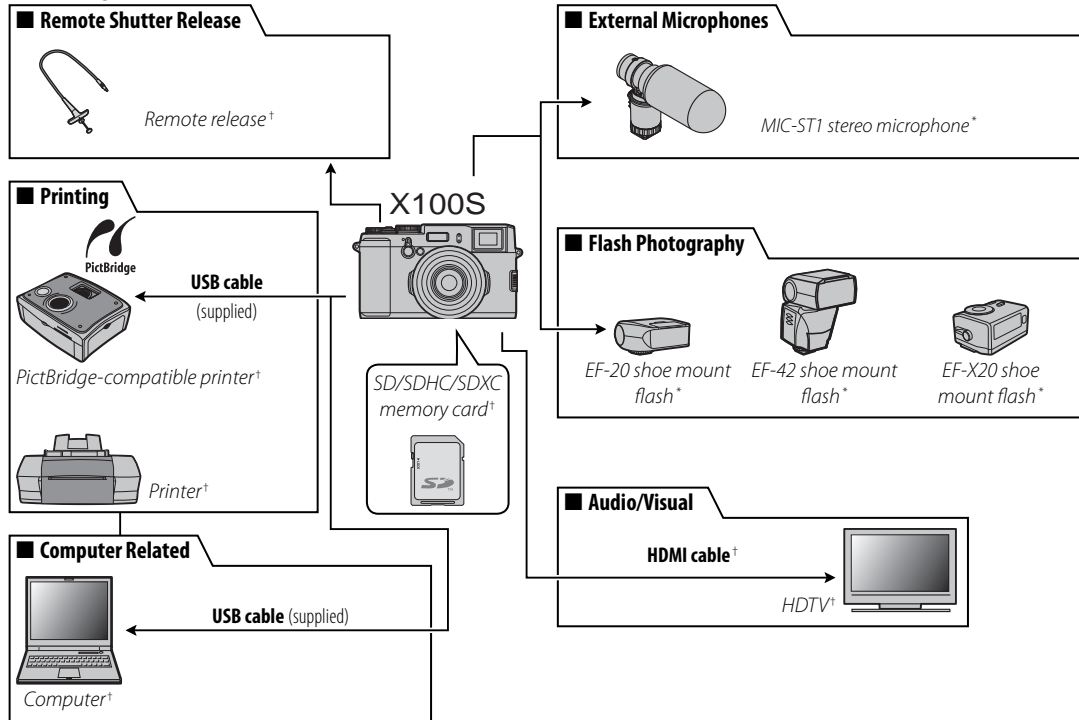 ■ Remote Shutter Release
Remote release†
■ External Microphones
MIC-ST1 stereo microphone*
■ Printing
PictBridge
USB cable
(supplied)
PictBridge-compatible printer†
Printer†
X100S
SD/SDHC/SDXC
memory card†
■ Flash Photography
EF-20 shoe mount
flash*
EF-42 shoe mount
flash*
EF-X20 shoe
mount flash*
■ Computer Related
USB cable (supplied)
Computer†
■ Audio/Visual
HDMI cable†
HDTV†